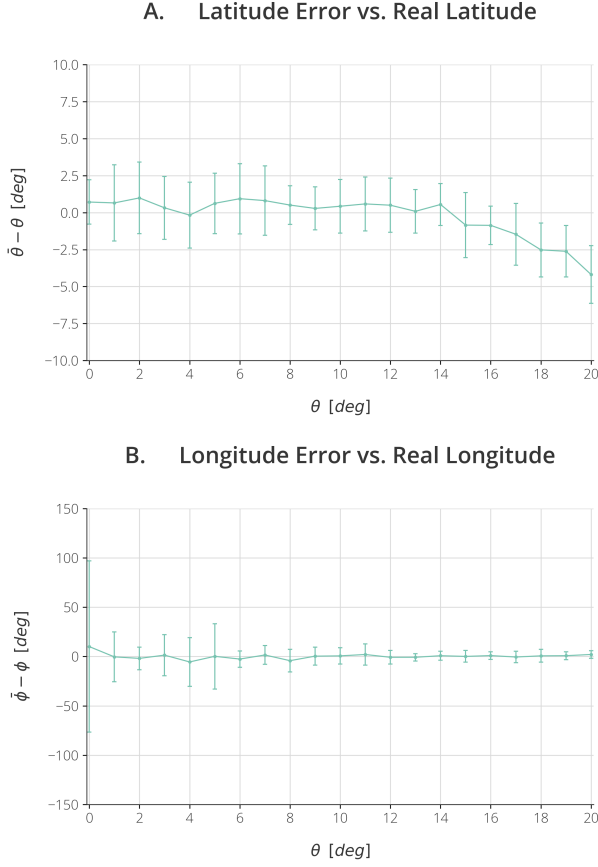 A. Latitude Error vs. Real Latitude
10.0
7.5
5.0
2.5
0.0
−2.5
−5.0
−7.5
−10.0
θ̄ − θ [deg]
0 2 4 6 8 10 12 14 16 18 20
θ [deg]
B. Longitude Error vs. Real Longitude
150
100
50
0
−50
−100
−150
ϕ̄ − ϕ [deg]
0 2 4 6 8 10 12 14 16 18 20
θ [deg]